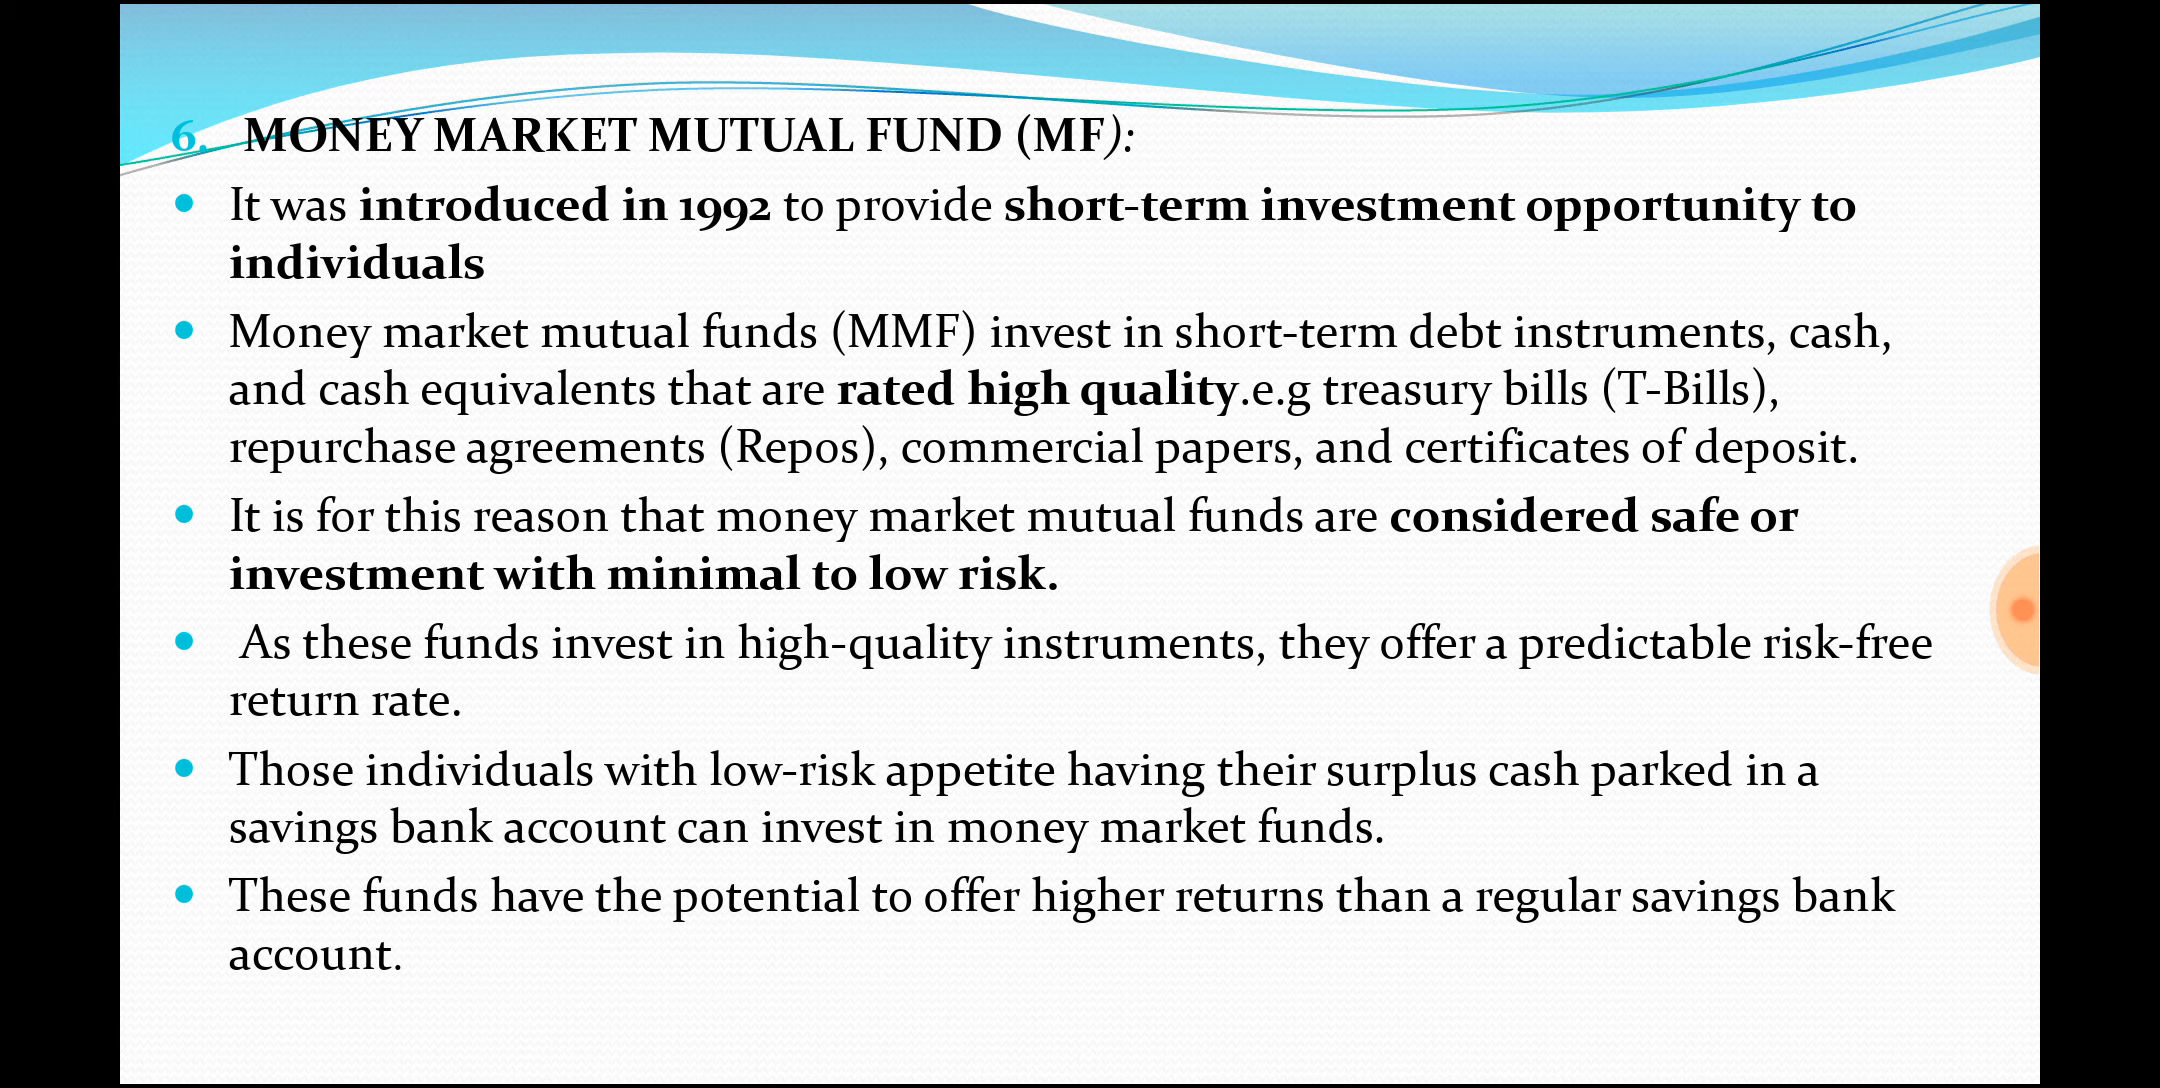 6. MONEY MARKET MUTUAL FUND (MF):
It was introduced in 1992 to provide short-term investment opportunity to
individuals
Money market mutual funds (MMF) invest in short-term debt instruments, cash,
and cash equivalents that are rated high quality.e.g treasury bills (T-Bills),
repurchase agreements (Repos), commercial papers, and certificates of deposit.
It is for this reason that money market mutual funds are considered safe or
investment with minimal to low risk.
As these funds invest in high-quality instruments, they offer a predictable risk-free
return rate.
Those individuals with low-risk appetite having their surplus cash parked in a
savings bank account can invest in money market funds.
These funds have the potential to offer higher returns than a regular savings bank
account.